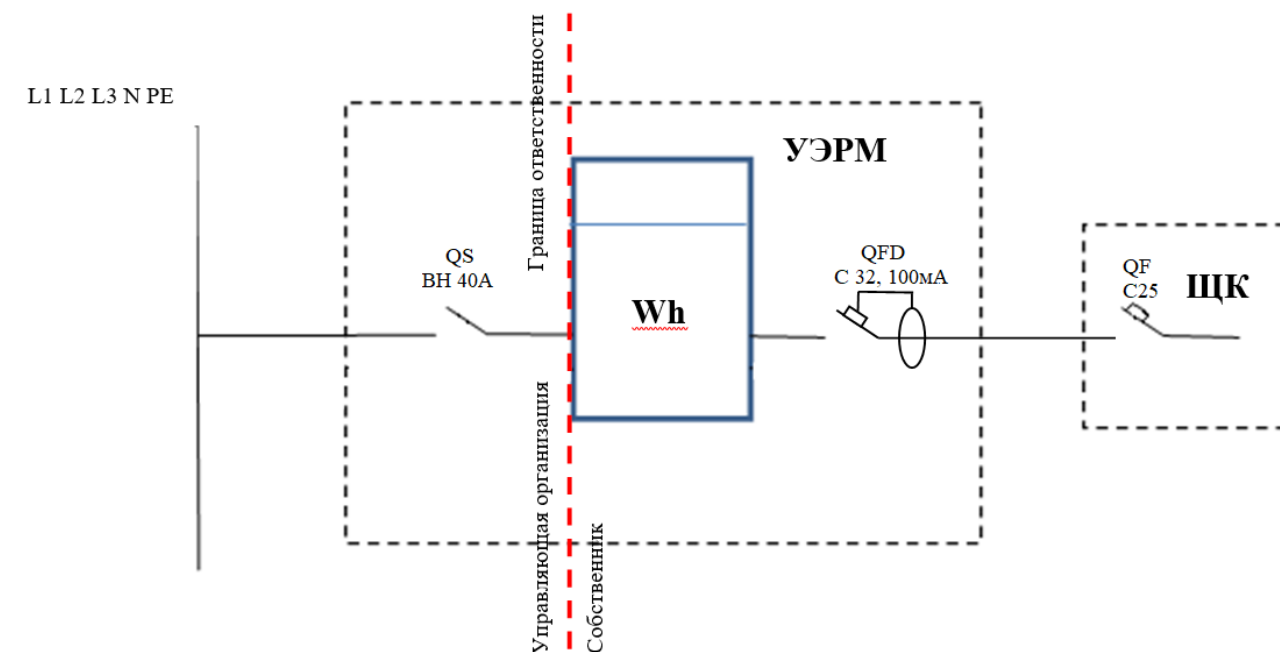 L1 L2 L3 N PE
Граница ответственности
УЭРМ
QS
ВН 40А
Wh
QFD
C 32, 100мА
QF
C25
ЩК
Управляющая организация
Собственник